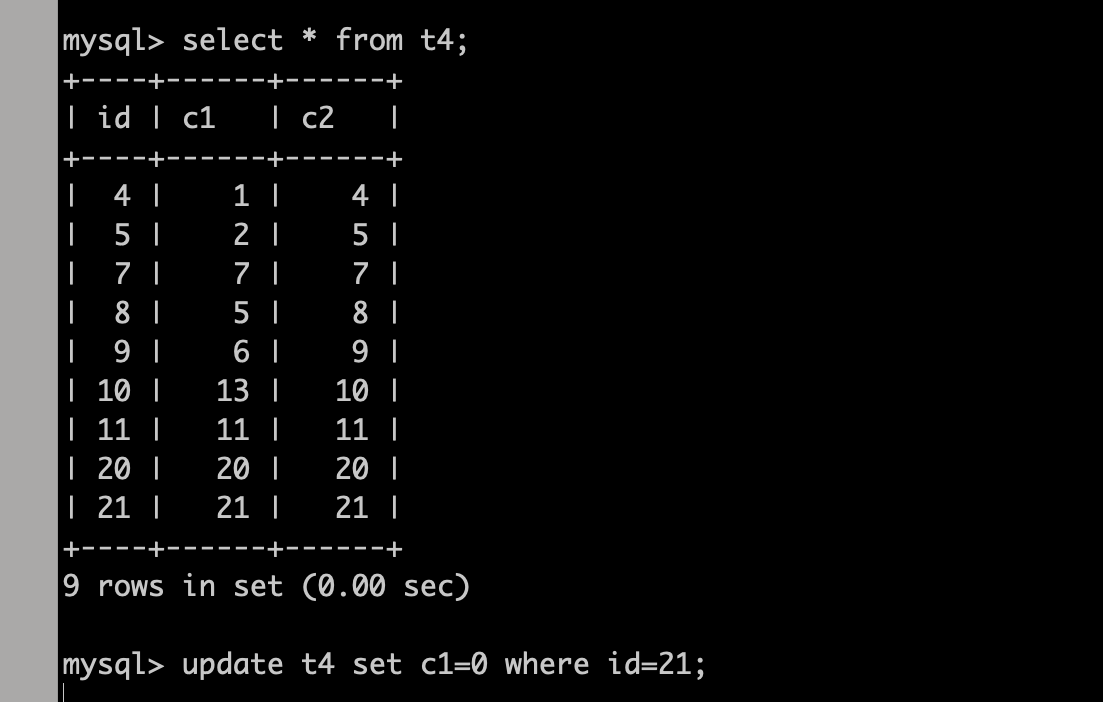 mysql> select * from t4;
+----+------+------+
| id | c1   | c2   |
+----+------+------+
|  4 |    1 |    4 |
|  5 |    2 |    5 |
|  7 |    7 |    7 |
|  8 |    5 |    8 |
|  9 |    6 |    9 |
| 10 |   13 |   10 |
| 11 |   11 |   11 |
| 20 |   20 |   20 |
| 21 |   21 |   21 |
+----+------+------+
9 rows in set (0.00 sec)
mysql> update t4 set c1=0 where id=21;